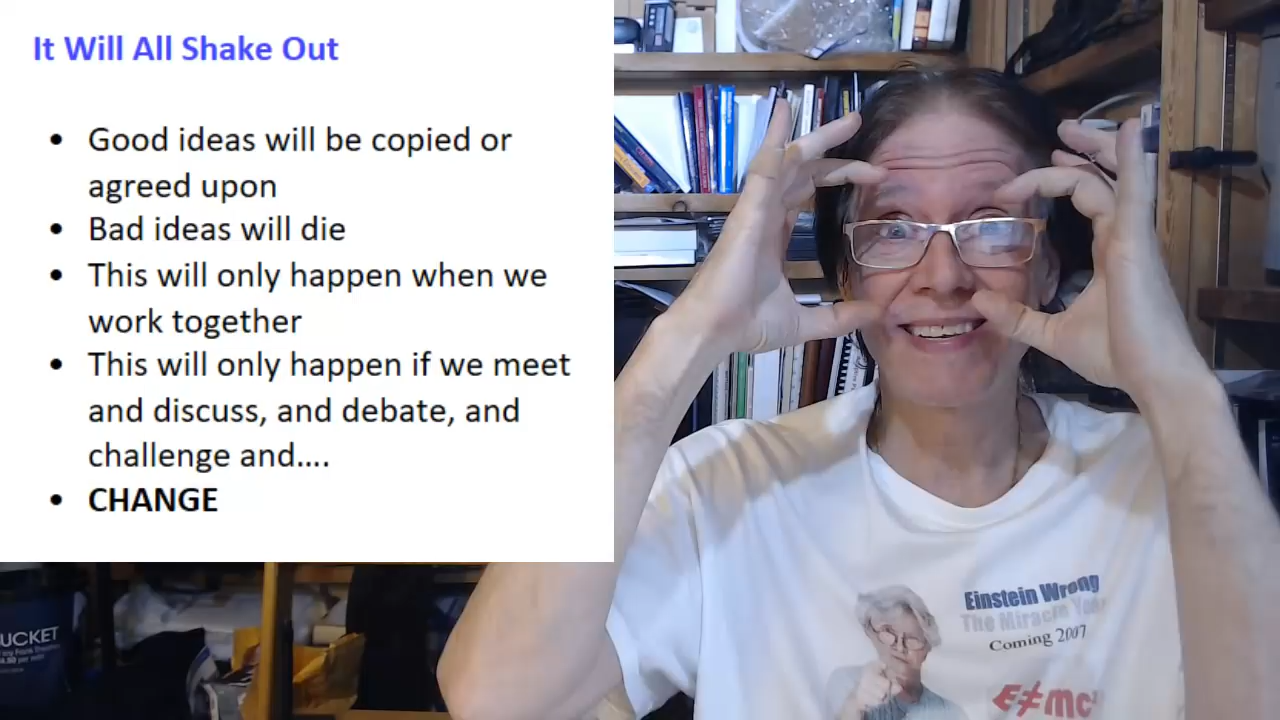 It Will All Shake Out
• Good ideas will be copied or
agreed upon
• Bad ideas will die
• This will only happen when we
work together
• This will only happen if we meet
and discuss, and debate, and
challenge and....
• CHANGE
UCKET
Einstein Wrong
The Miracle Year
Coming 2007
E≠mc²